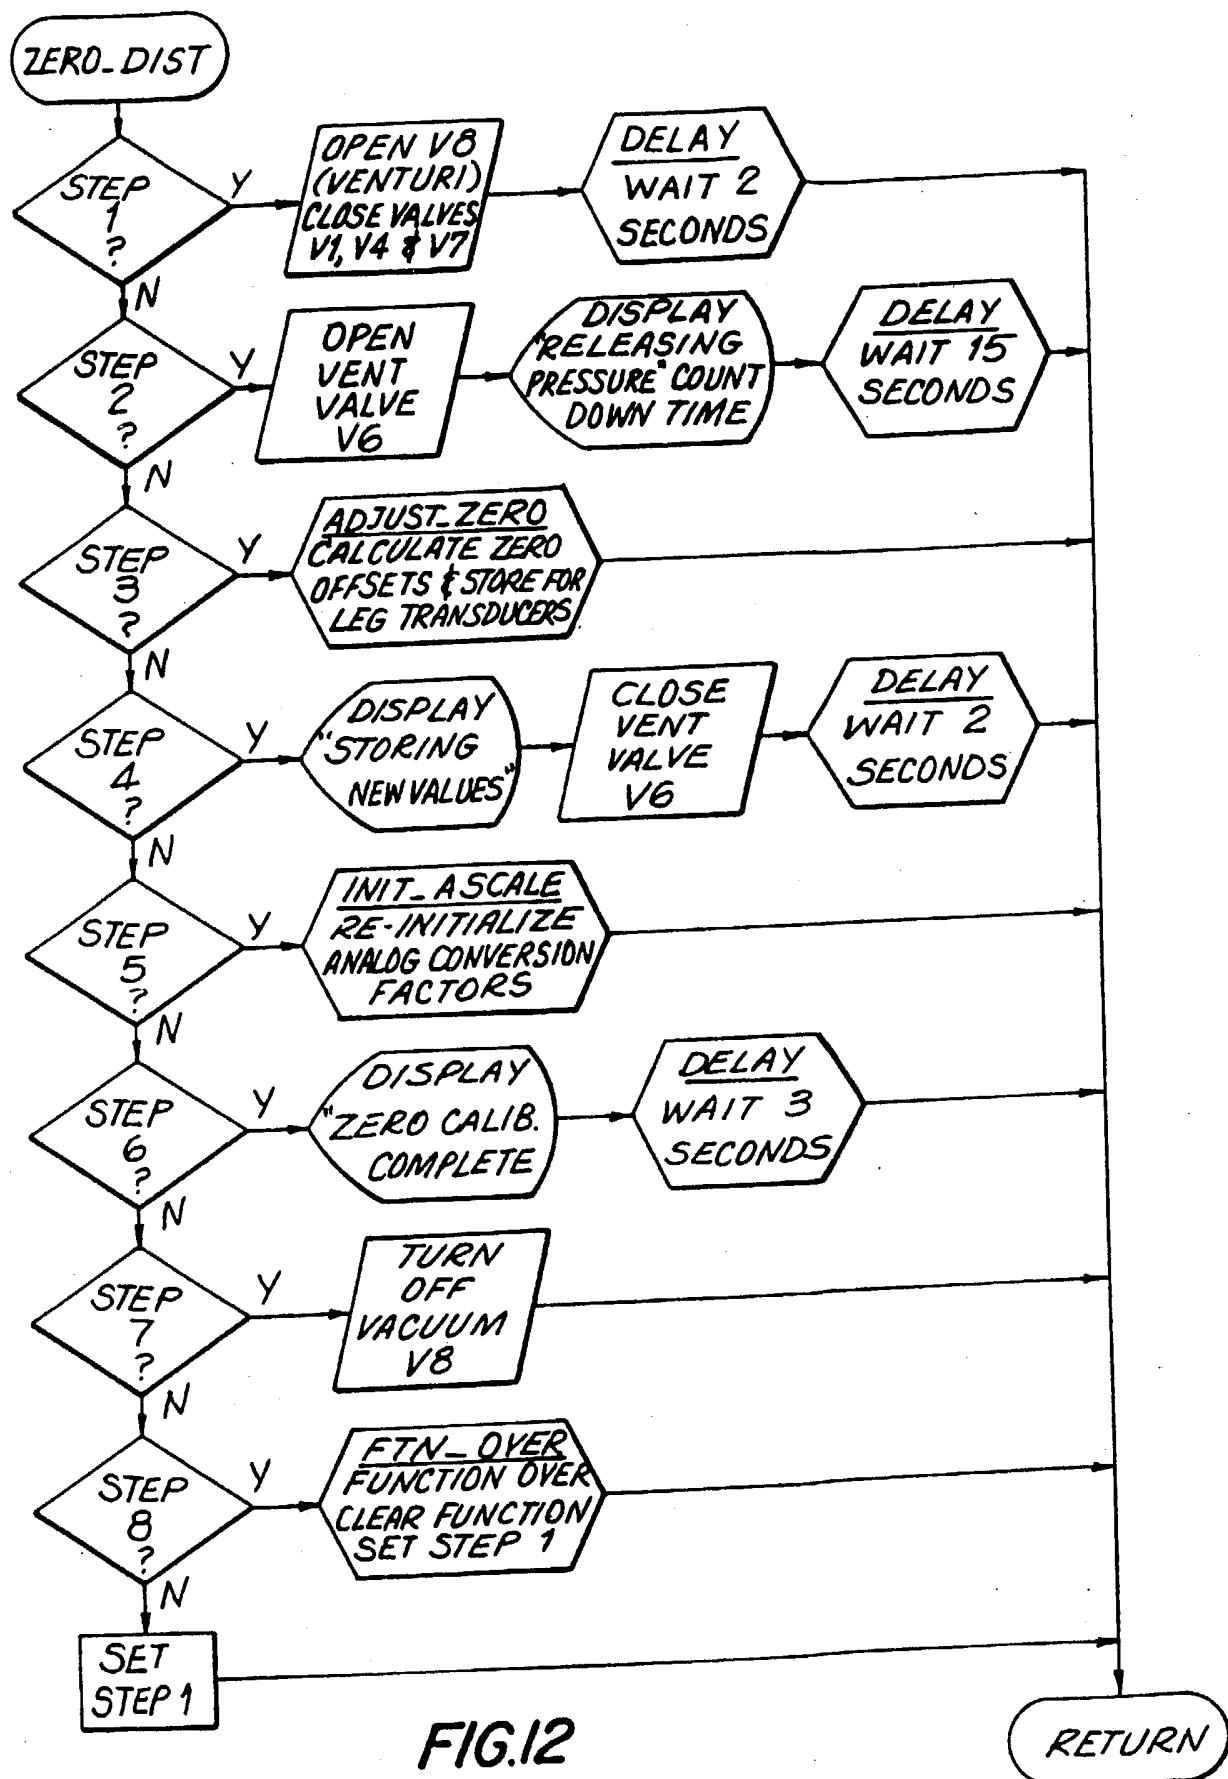 ZERO_DIST
STEP
1
?
Y
OPEN V8
(VENTURI)
CLOSE VALVES
V1, V4 & V7
DELAY
WAIT 2
SECONDS
N
STEP
2
?
Y
OPEN
VENT
VALVE
V6
DISPLAY
"RELEASING
PRESSURE" COUNT
DOWN TIME
DELAY
WAIT 15
SECONDS
N
STEP
3
?
Y
ADJUST_ZERO
CALCULATE ZERO
OFFSETS & STORE FOR
LEG TRANSDUCERS
N
STEP
4
?
Y
DISPLAY
"STORING
NEW VALUES"
CLOSE
VENT
VALVE
V6
DELAY
WAIT 2
SECONDS
N
STEP
5
?
Y
INIT_ASCALE
RE-INITIALIZE
ANALOG CONVERSION
FACTORS
N
STEP
6
?
Y
DISPLAY
"ZERO CALIB.
COMPLETE
DELAY
WAIT 3
SECONDS
N
STEP
7
?
Y
TURN
OFF
VACUUM
V8
N
STEP
8
?
Y
FTN_OVER
FUNCTION OVER
CLEAR FUNCTION
SET STEP 1
N
SET
STEP 1
RETURN
FIG.12